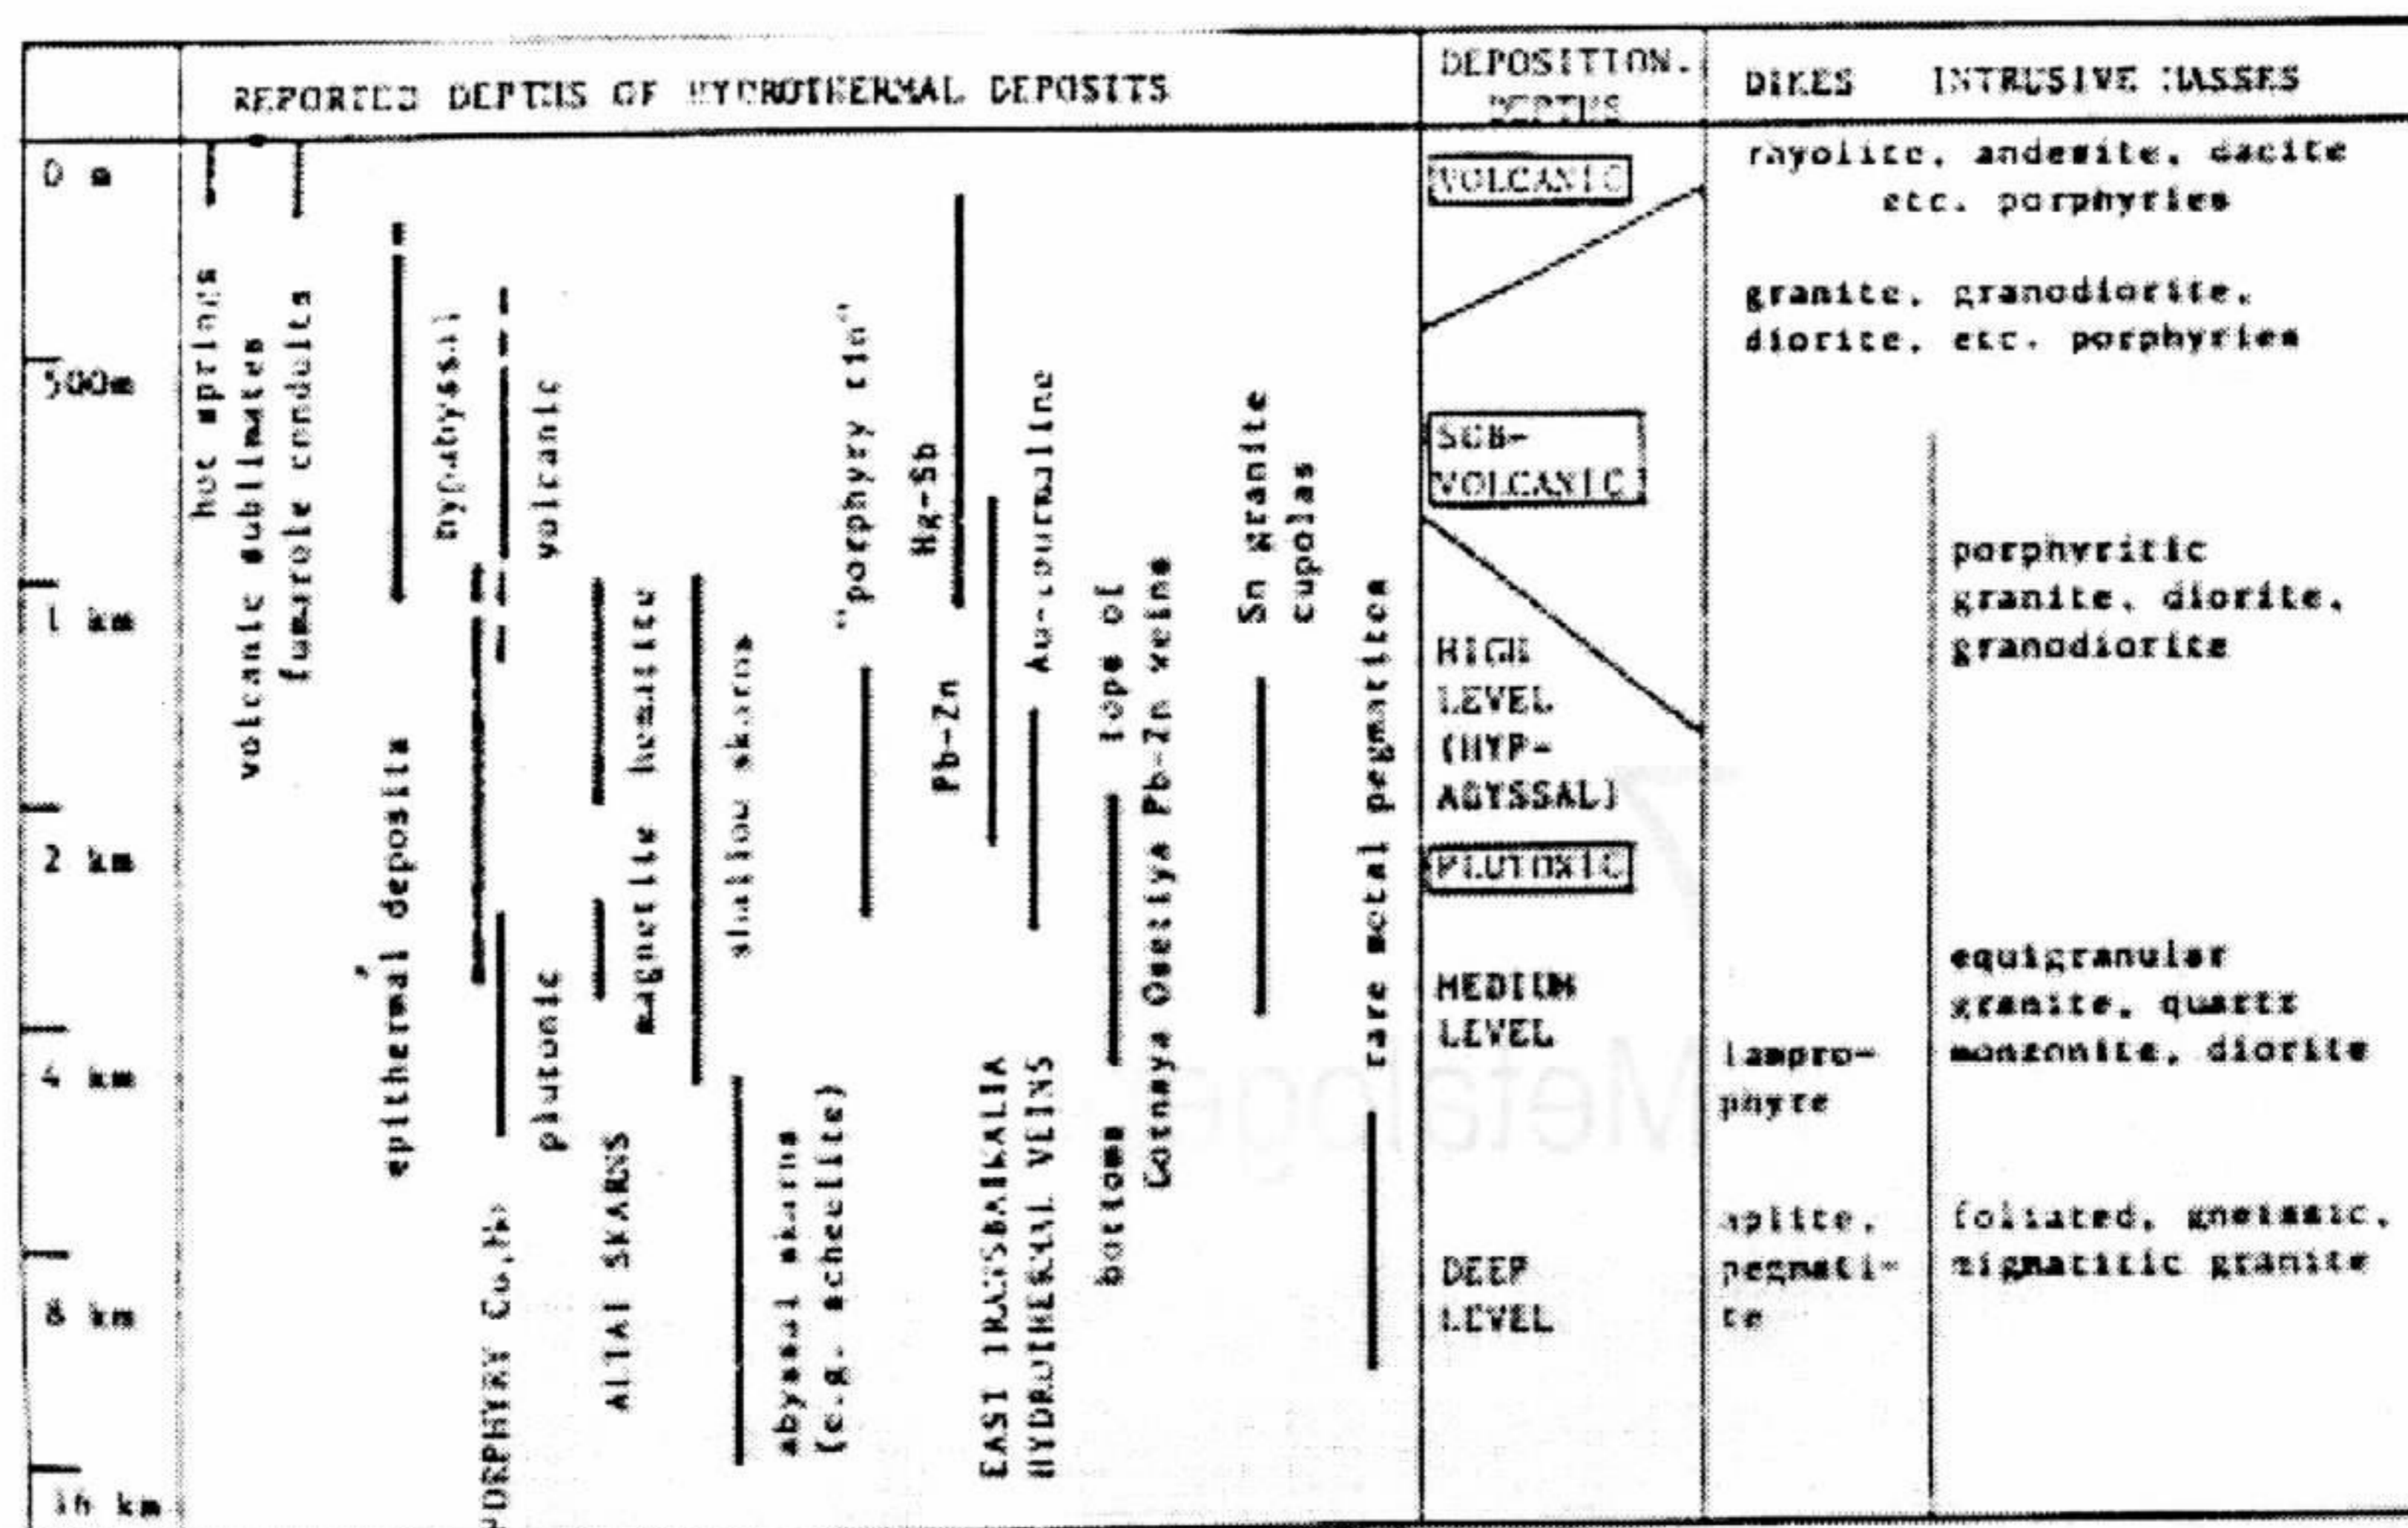 REPORTED DEPTHS OF HYDROTHERMAL DEPOSITS
DEPOSITION.
DEPTHS
DIKES INTRUSIVE MASSES
0 m
500m
1 km
2 km
4 km
8 km
16 km
hot springs
volcanic sublimates
fumarole conduits
epithermal deposits
hypabyssal
volcanic
plutonic
PORPHYRY Cu,Mo
magnetite hematite
ALTAI SKARNS
shallow skarns
abyssal skarns
(e.g. scheelite)
"porphyry tin"
Hg-Sb
Pb-Zn
Au-tourmaline
EAST TRANSBAIKALIA
HYDROTHERMAL VEINS
bottoms tops of
Gornaya Osetiya Pb-Zn veins
Sn granite
cupolas
rare metal pegmatites
VOLCANIC
SUB-
VOLCANIC
HIGH
LEVEL
(HYP-
ABYSSAL)
PLUTONIC
MEDIUM
LEVEL
DEEP
LEVEL
rhyolite, andesite, dacite
etc. porphyries
granite, granodiorite,
diorite, etc. porphyries
porphyritic
granite, diorite,
granodiorite
equigranular
granite, quartz
monzonite, diorite
lampro-
phyre
aplite,
pegmati-
te
foliated, gneissic,
migmatitic granite